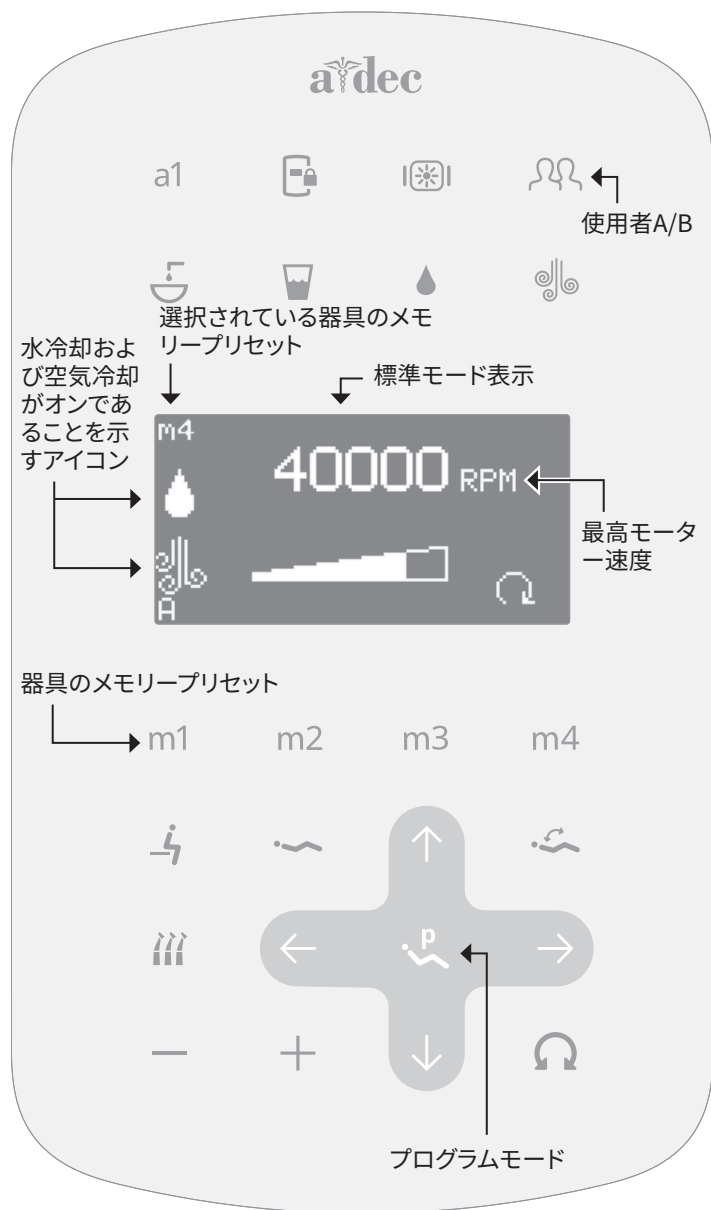 a dec
a1
使用者A/B
選択されている器具のメモ
リープリセット
水冷却およ
び空気冷却
がオンであ
ることを示
すアイコン
標準モード表示
m4
40000 RPM
A
最高モータ
ー速度
器具のメモリープリセット
m1 m2 m3 m4
p
プログラムモード